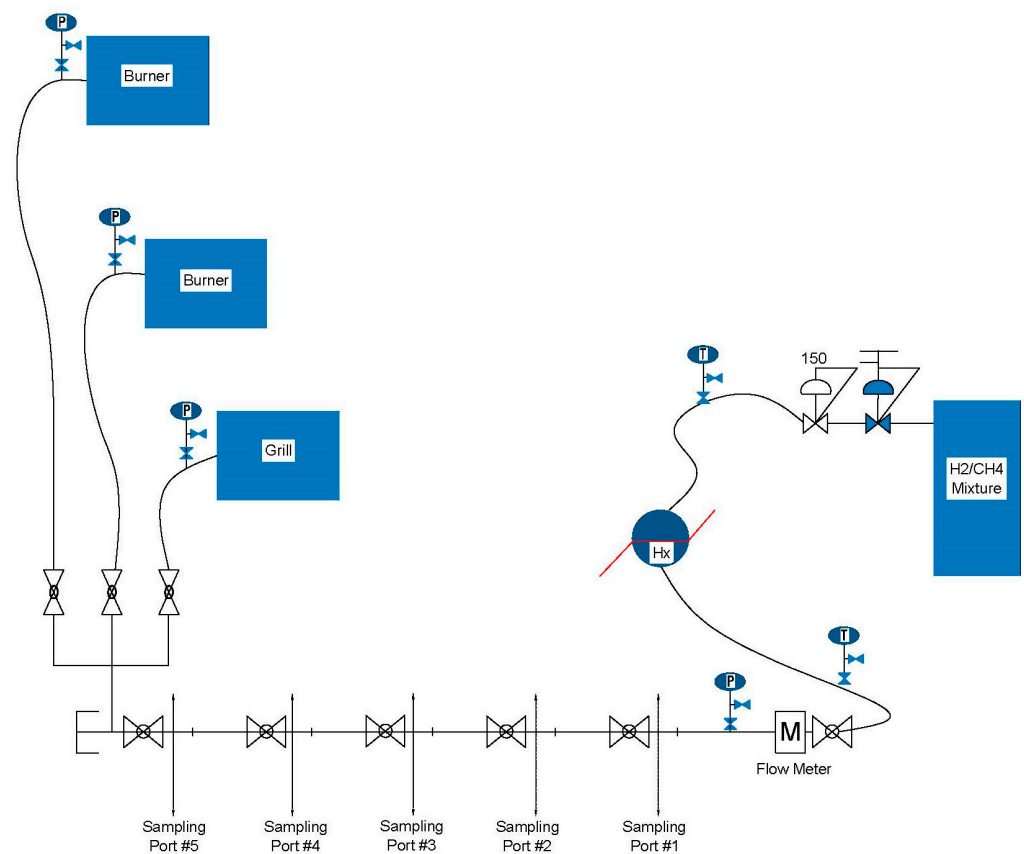 P
Burner
P
Burner
T
150
P
Grill
H2/CH4
Mixture
Hx
T
P
M
Flow Meter
Sampling
Port #5
Sampling
Port #4
Sampling
Port #3
Sampling
Port #2
Sampling
Port #1